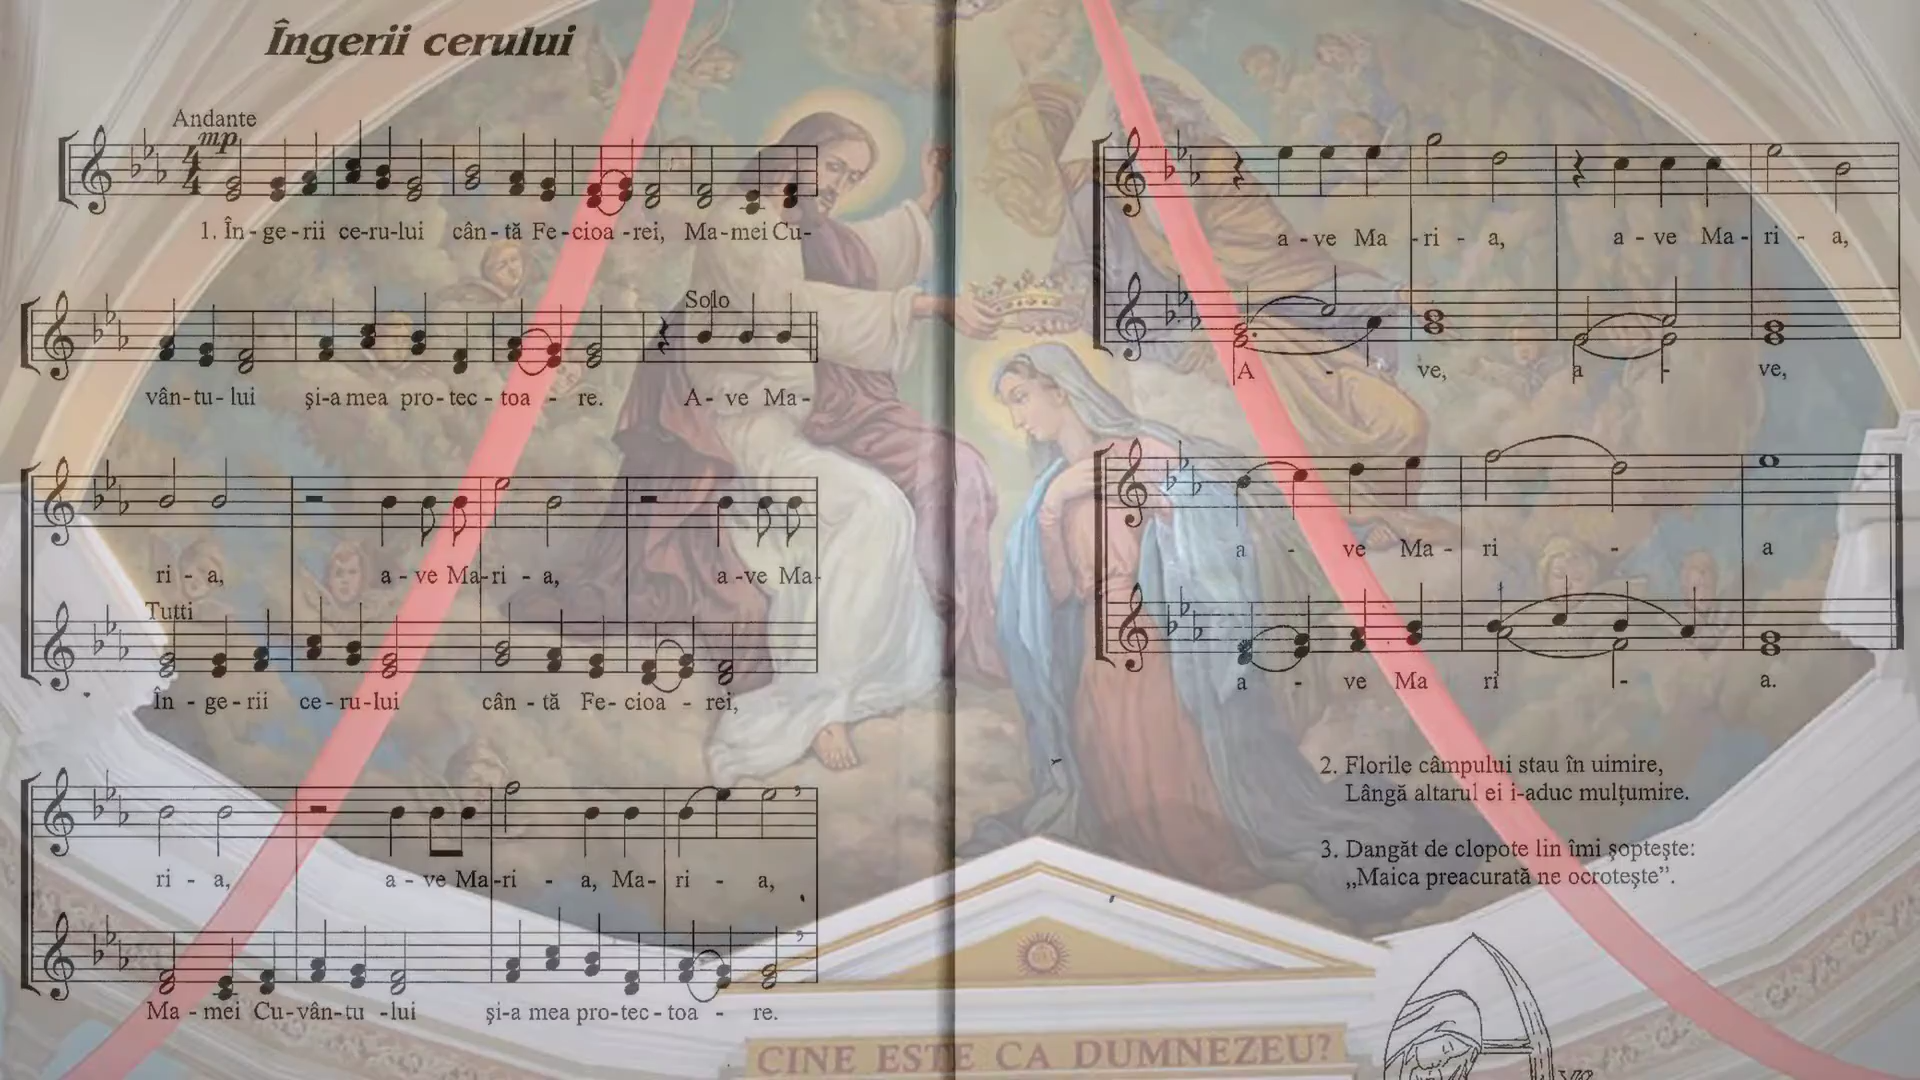 Îngerii cerului
Andante
mp
1. În - ge - rii ce-ru-lui cân - tă Fe - cioa - rei, Ma - mei Cu-
Solo
vân - tu - lui şi-a mea pro - tec - toa - re. A - ve Ma -
ri - a, a - ve Ma-ri - a, a -ve Ma-
Tutti
În - ge - rii ce - ru-lui cân - tă Fe- cioa - rei,
ri - a, a - ve Ma-ri - a, Ma- ri - a,
Ma - mei Cu-vân-tu -lui şi-a mea pro-tec - toa - re.
a - ve Ma -ri - a, a - ve Ma - ri - a,
A - ve, a - ve,
a - ve Ma - ri - a
a - ve Ma ri - a.
2. Florile câmpului stau în uimire,
Lângă altarul ei i-aduc mulţumire.
3. Dangăt de clopote lin îmi şopteşte:
„Maica preacurată ne ocroteşte”.
CINE ESTE CA DUMNEZEU?